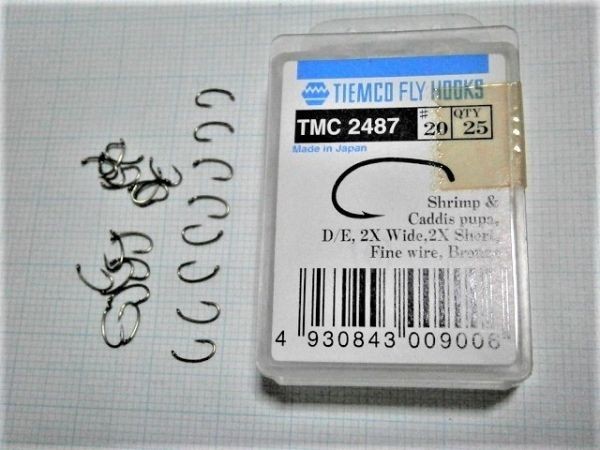 TIEMCO FLY HOOKS
TMC 2487 # 20 QTY 25
Made in Japan
Shrimp &
Caddis pupa,
D/E, 2X Wide,2X Short,
Fine wire, Bronze
4 930843 009006